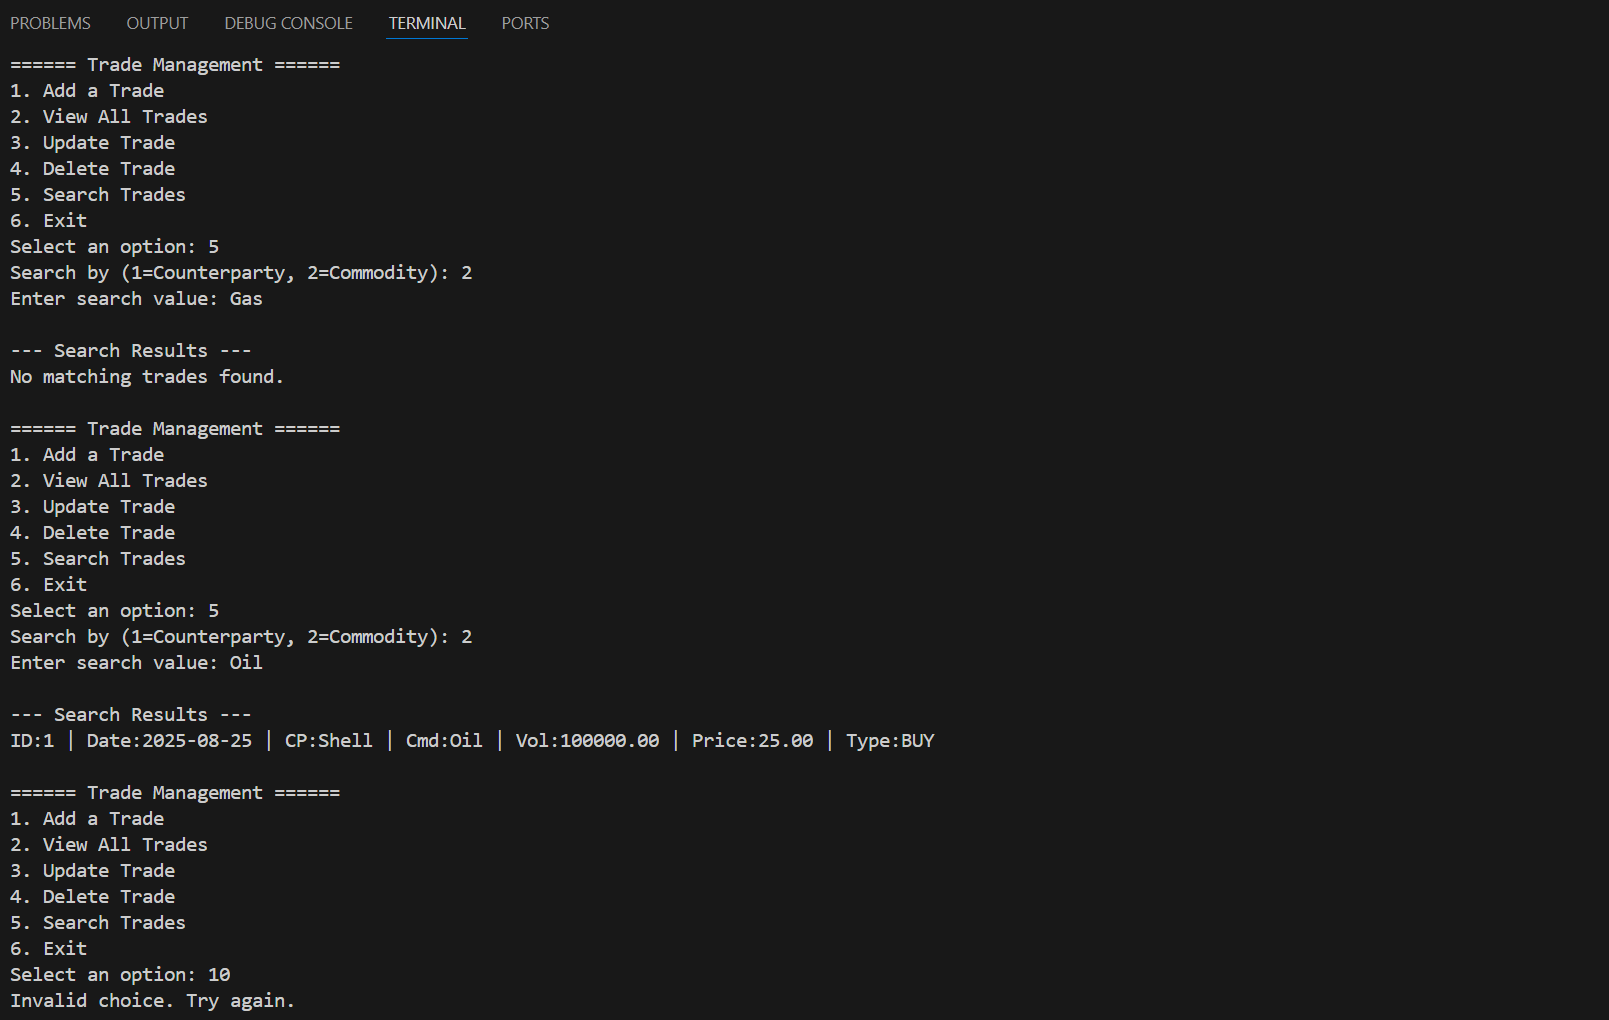 PROBLEMS OUTPUT DEBUG CONSOLE TERMINAL PORTS
====== Trade Management ======
1. Add a Trade
2. View All Trades
3. Update Trade
4. Delete Trade
5. Search Trades
6. Exit
Select an option: 5
Search by (1=Counterparty, 2=Commodity): 2
Enter search value: Gas
--- Search Results ---
No matching trades found.
====== Trade Management ======
1. Add a Trade
2. View All Trades
3. Update Trade
4. Delete Trade
5. Search Trades
6. Exit
Select an option: 5
Search by (1=Counterparty, 2=Commodity): 2
Enter search value: Oil
--- Search Results ---
ID:1 | Date:2025-08-25 | CP:Shell | Cmd:Oil | Vol:100000.00 | Price:25.00 | Type:BUY
====== Trade Management ======
1. Add a Trade
2. View All Trades
3. Update Trade
4. Delete Trade
5. Search Trades
6. Exit
Select an option: 10
Invalid choice. Try again.